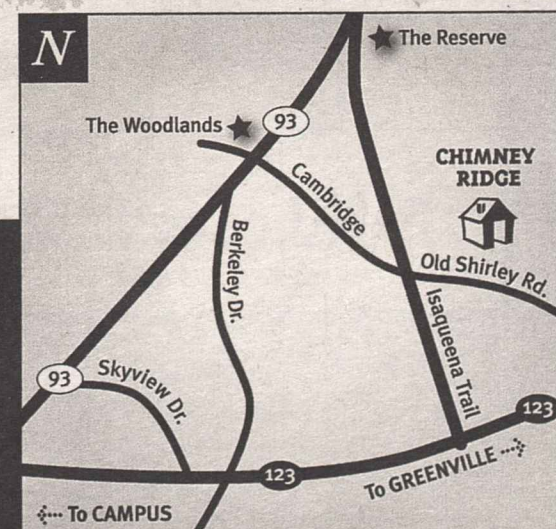 N
The Reserve
The Woodlands
93
CHIMNEY
RIDGE
Cambridge
Berkeley Dr.
Old Shirley Rd.
Isaqueena Trail
93
Skyview Dr.
123
123
To GREENVILLE
To CAMPUS